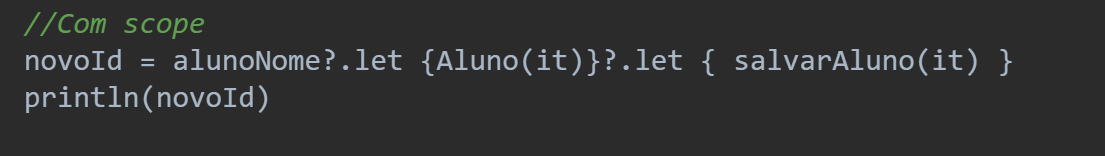 //Com scope
novoId = alunoNome?.let {Aluno(it)}?.let { salvarAluno(it) }
println(novoId)